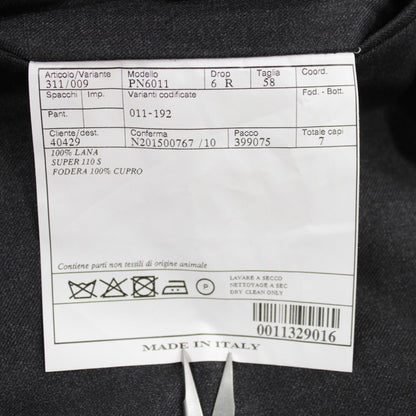 Articolo/Variante Modello Drop Taglia Coord.
311/009 PN6011 6 R 58
Spacchi Imp. Varianti codificate Fod. - Bott.
Pant. 011-192
Cliente/dest. Conferma Pacco Totale capi
40429 N201500767 /10 399075 7
100% LANA
SUPER 110 S
FODERA 100% CUPRO
Contiene parti non tessili di origine animale
P
LAVARE A SECCO
NETTOYAGE A SEC
DRY CLEAN ONLY
0011329016
MADE IN ITALY